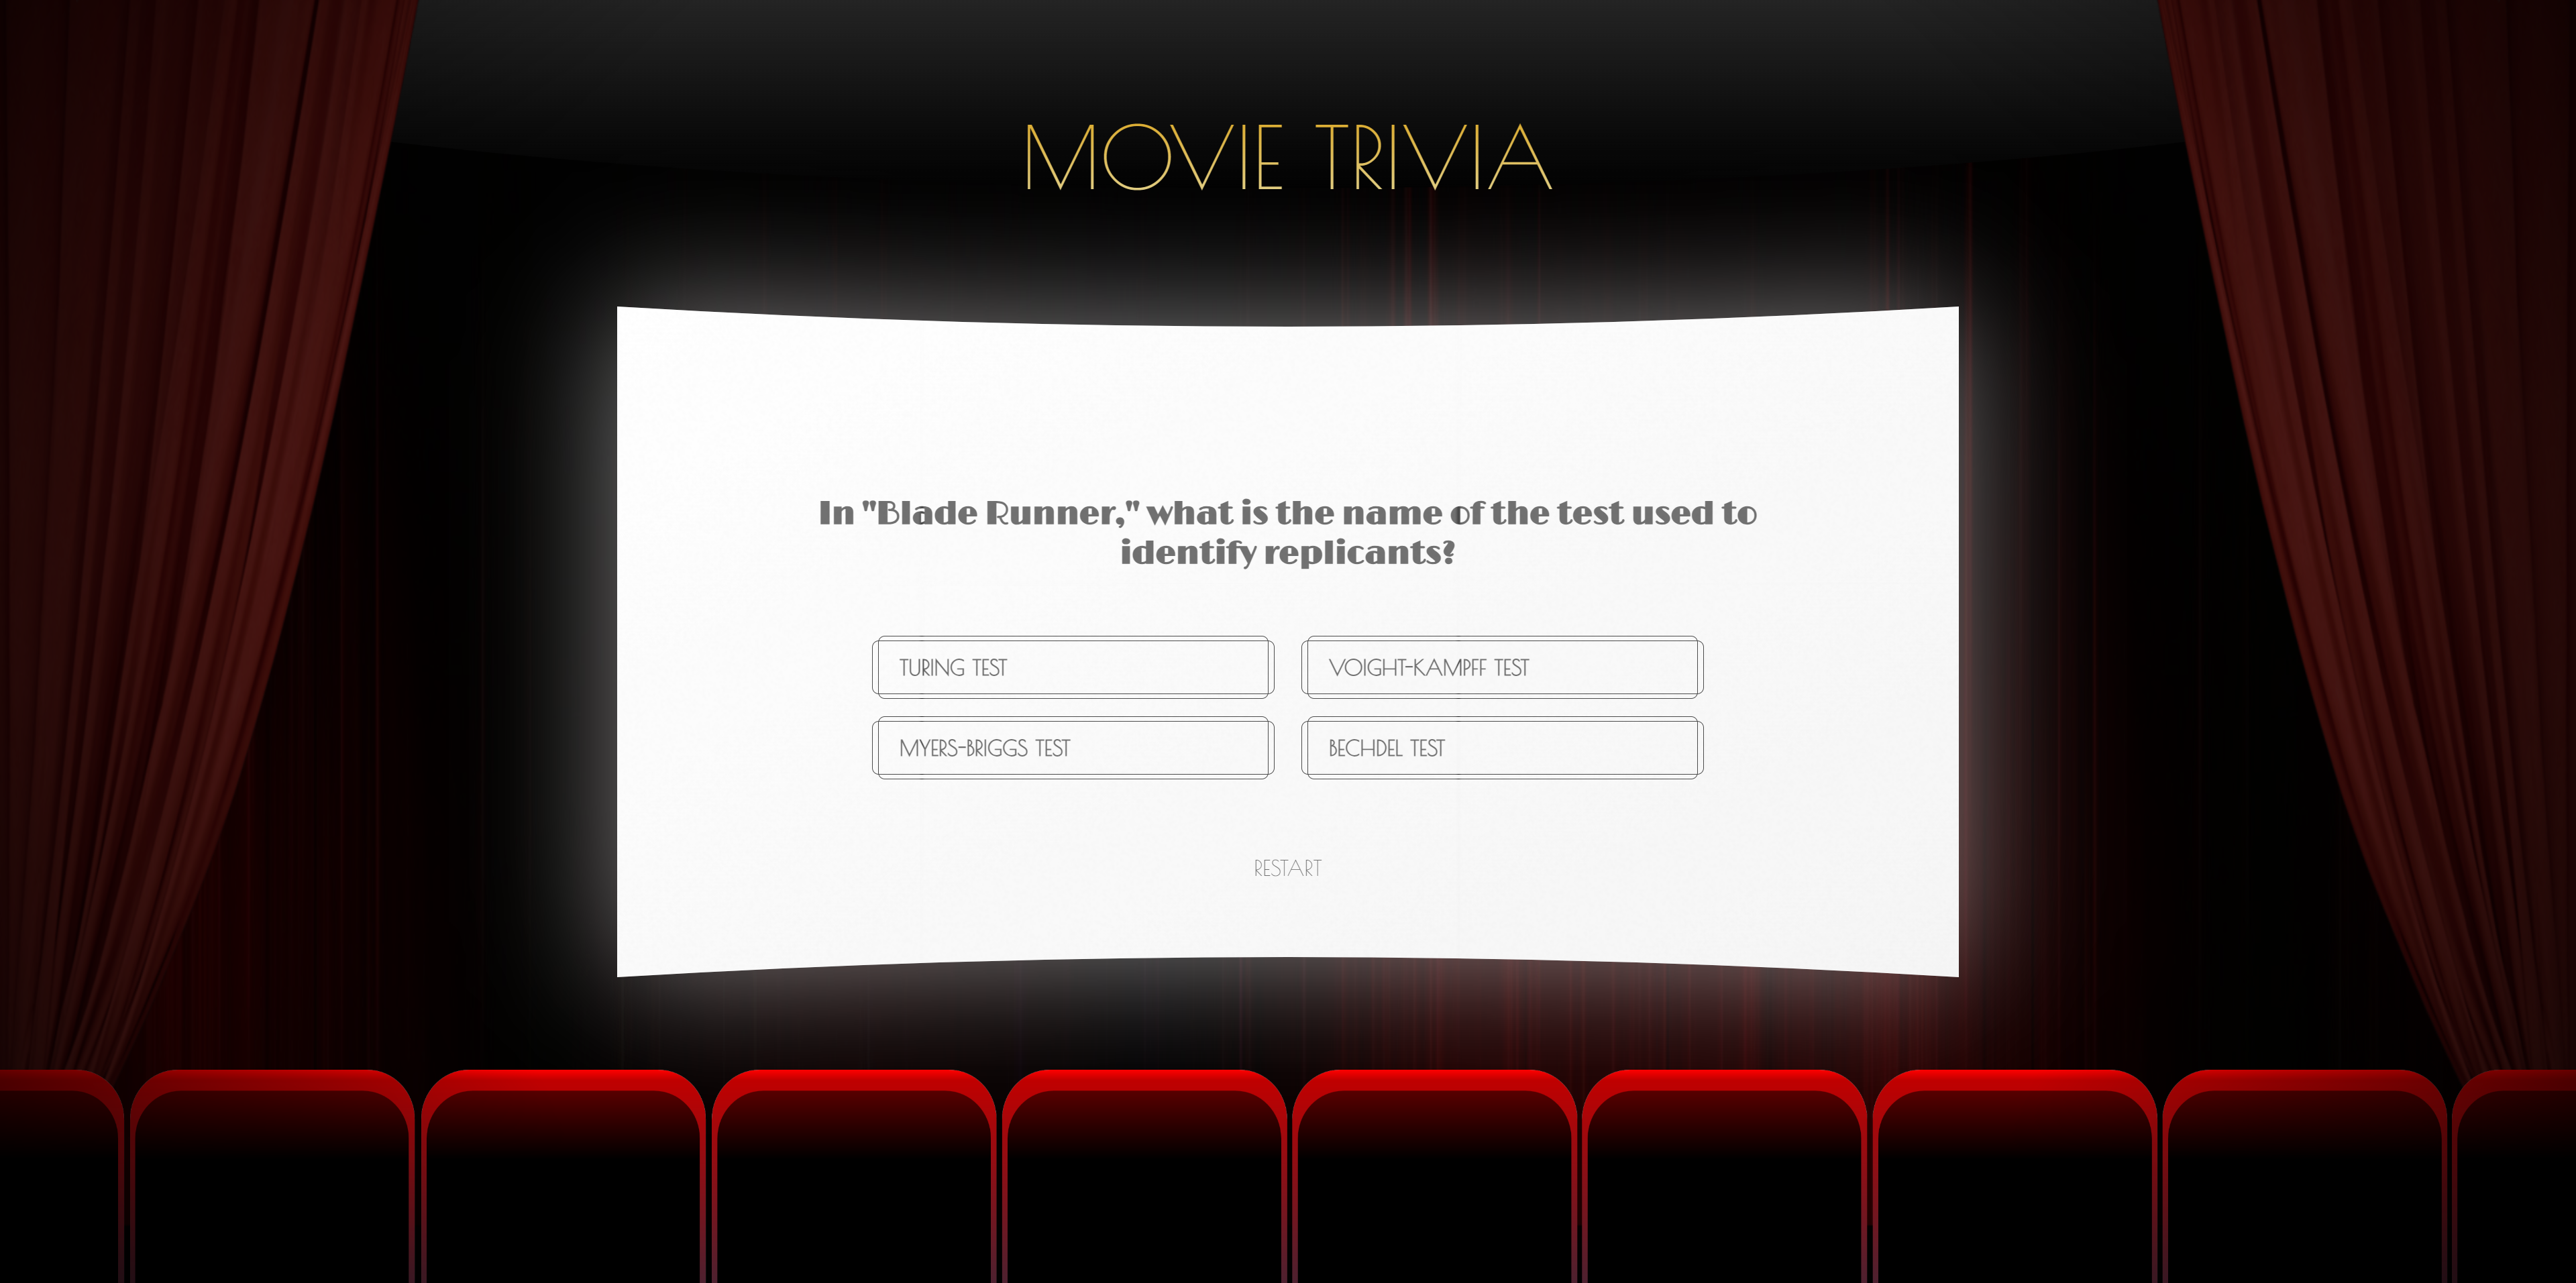 MOVIE TRIVIA
In "Blade Runner," what is the name of the test used to
identify replicants?
TURING TEST
VOIGHT-KAMPFF TEST
MYERS-BRIGGS TEST
BECHDEL TEST
RESTART